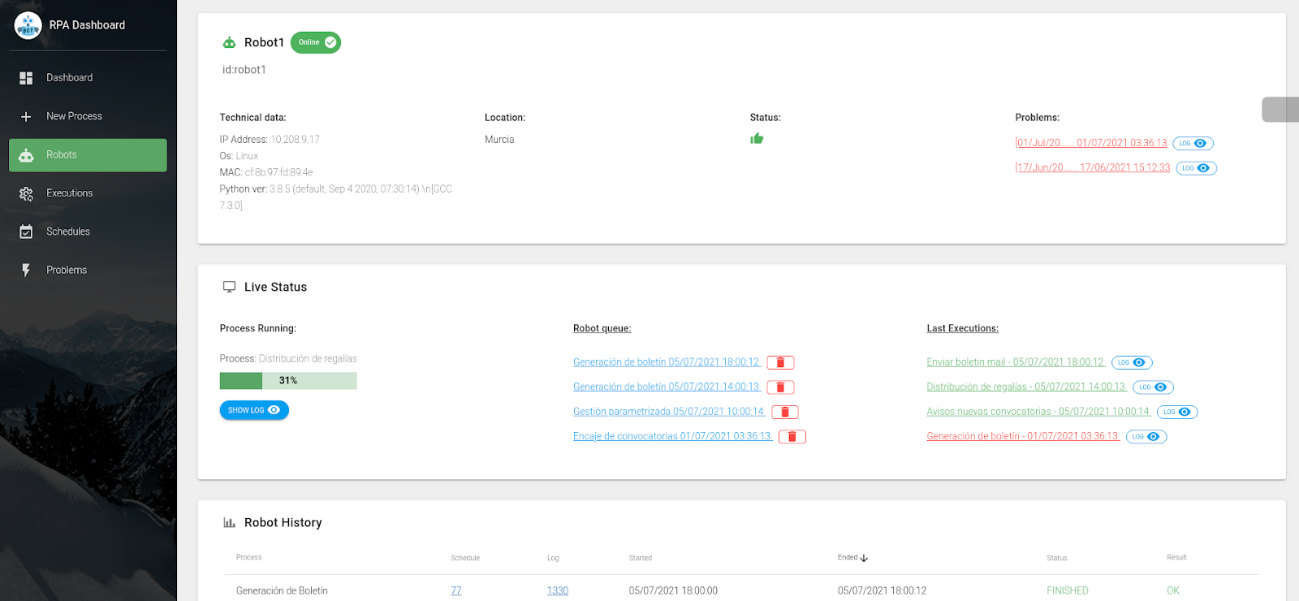 RPA Dashboard
Dashboard
New Process
Robots
Executions
Schedules
Problems
Robot1 Online
id:robot1
Technical data:
IP Address: 10.208.9.17
Os: Linux
MAC: cf:8b:97:fd:89:4e
Python ver: 3.8.5 (default, Sep 4 2020, 07:30:14) \n[GCC
7.3.0]
Location:
Murcia
Status:
Problems:
[01/Jul/20...... 01/07/2021 03:36:13 LOG
[17/Jun/20...... 17/06/2021 15:12:33 LOG
Live Status
Process Running:
Process: Distribución de regalías
31%
SHOW LOG
Robot queue:
Generación de boletín 05/07/2021 18:00:12
Generación de boletín 05/07/2021 14:00:13
Gestión parametrizada 05/07/2021 10:00:14
Encaje de convocatorias 01/07/2021 03:36:13
Last Executions:
Enviar boletin mail - 05/07/2021 18:00:12 LOG
Distribución de regalias - 05/07/2021 14:00:13 LOG
Avisos nuevas convocatorias - 05/07/2021 10:00:14 LOG
Generación de boletín - 01/07/2021 03:36:13 LOG
Robot History
Process Schedule Log Started Ended Status Result
Generación de Boletín 77 1330 05/07/2021 18:00:00 05/07/2021 18:00:12 FINISHED OK